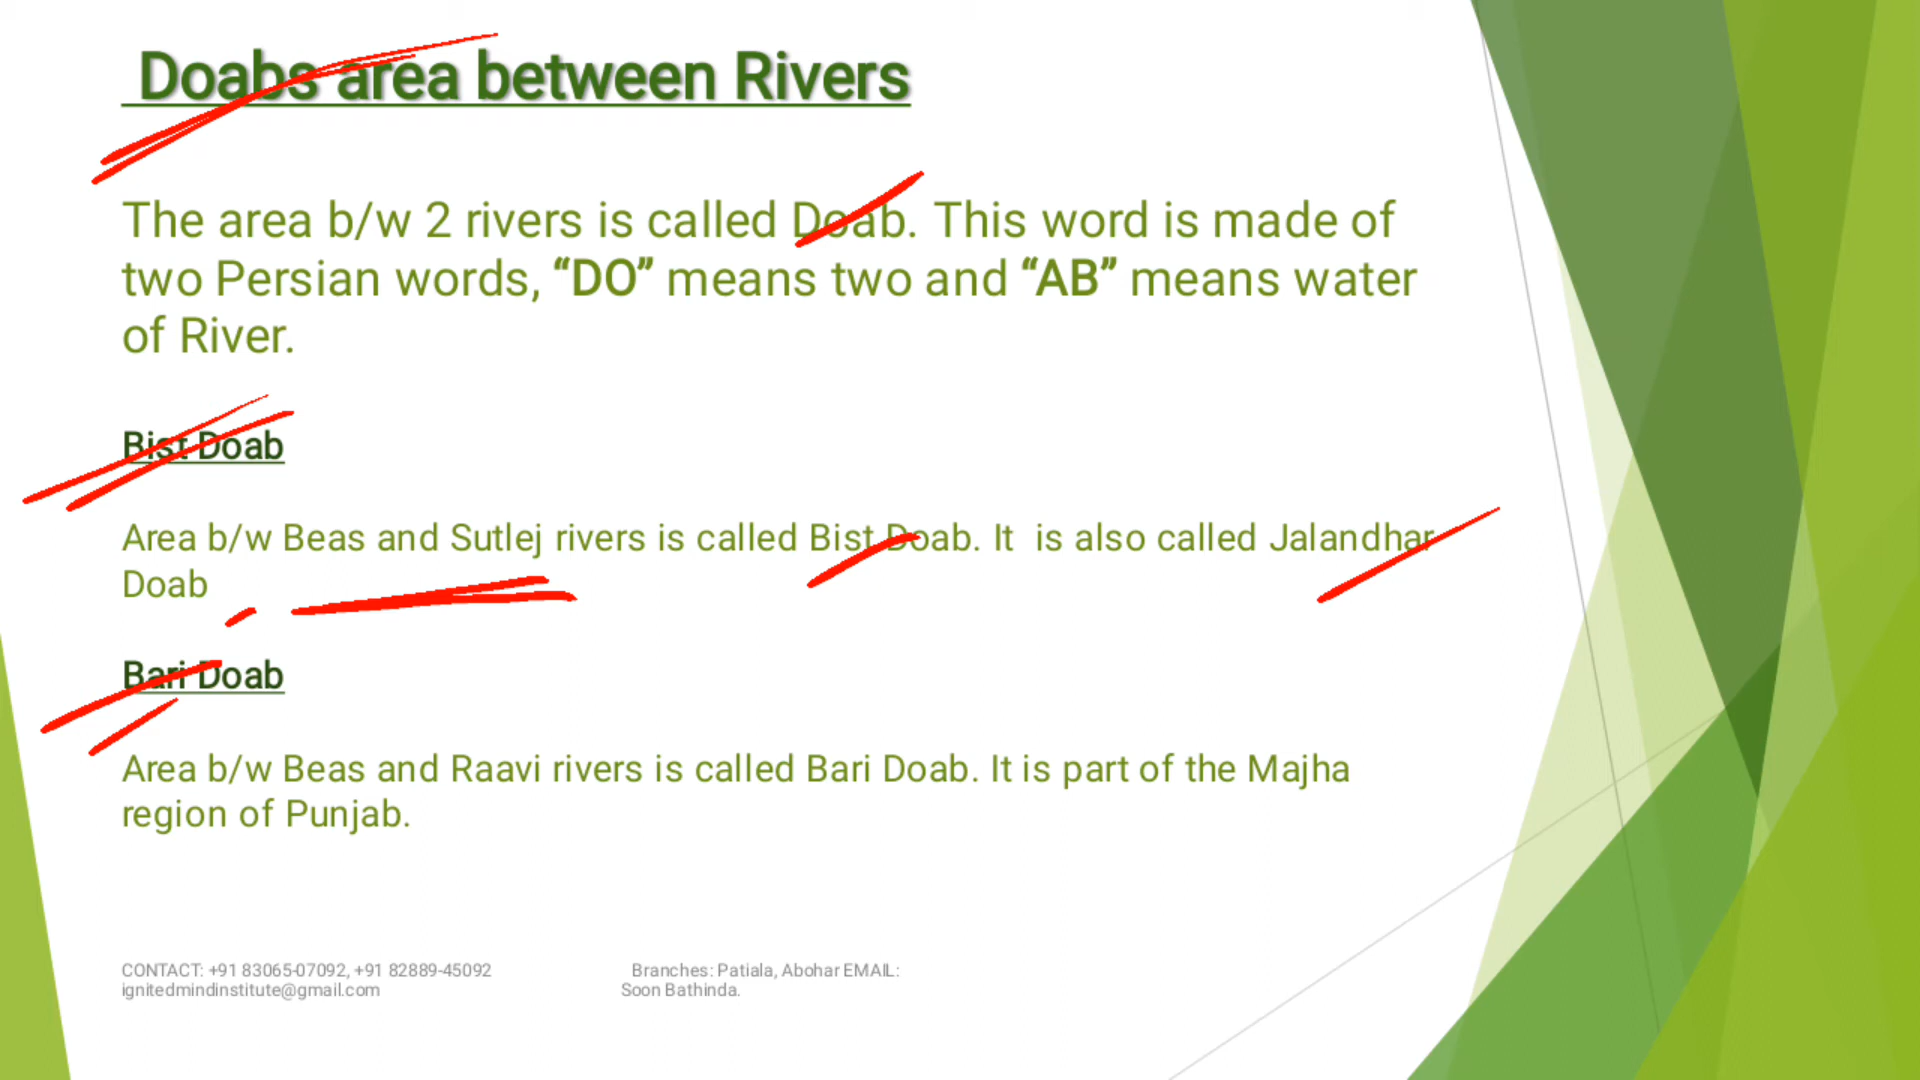 Doabs area between Rivers
The area b/w 2 rivers is called Doab. This word is made of
two Persian words, “DO” means two and “AB” means water
of River.
Bist Doab
Area b/w Beas and Sutlej rivers is called Bist Doab. It  is also called Jalandhar
Doab
Bari Doab
Area b/w Beas and Raavi rivers is called Bari Doab. It is part of the Majha
region of Punjab.
CONTACT: +91 83065-07092, +91 82889-45092 Branches: Patiala, Abohar EMAIL:
ignitedmindinstitute@gmail.com Soon Bathinda.